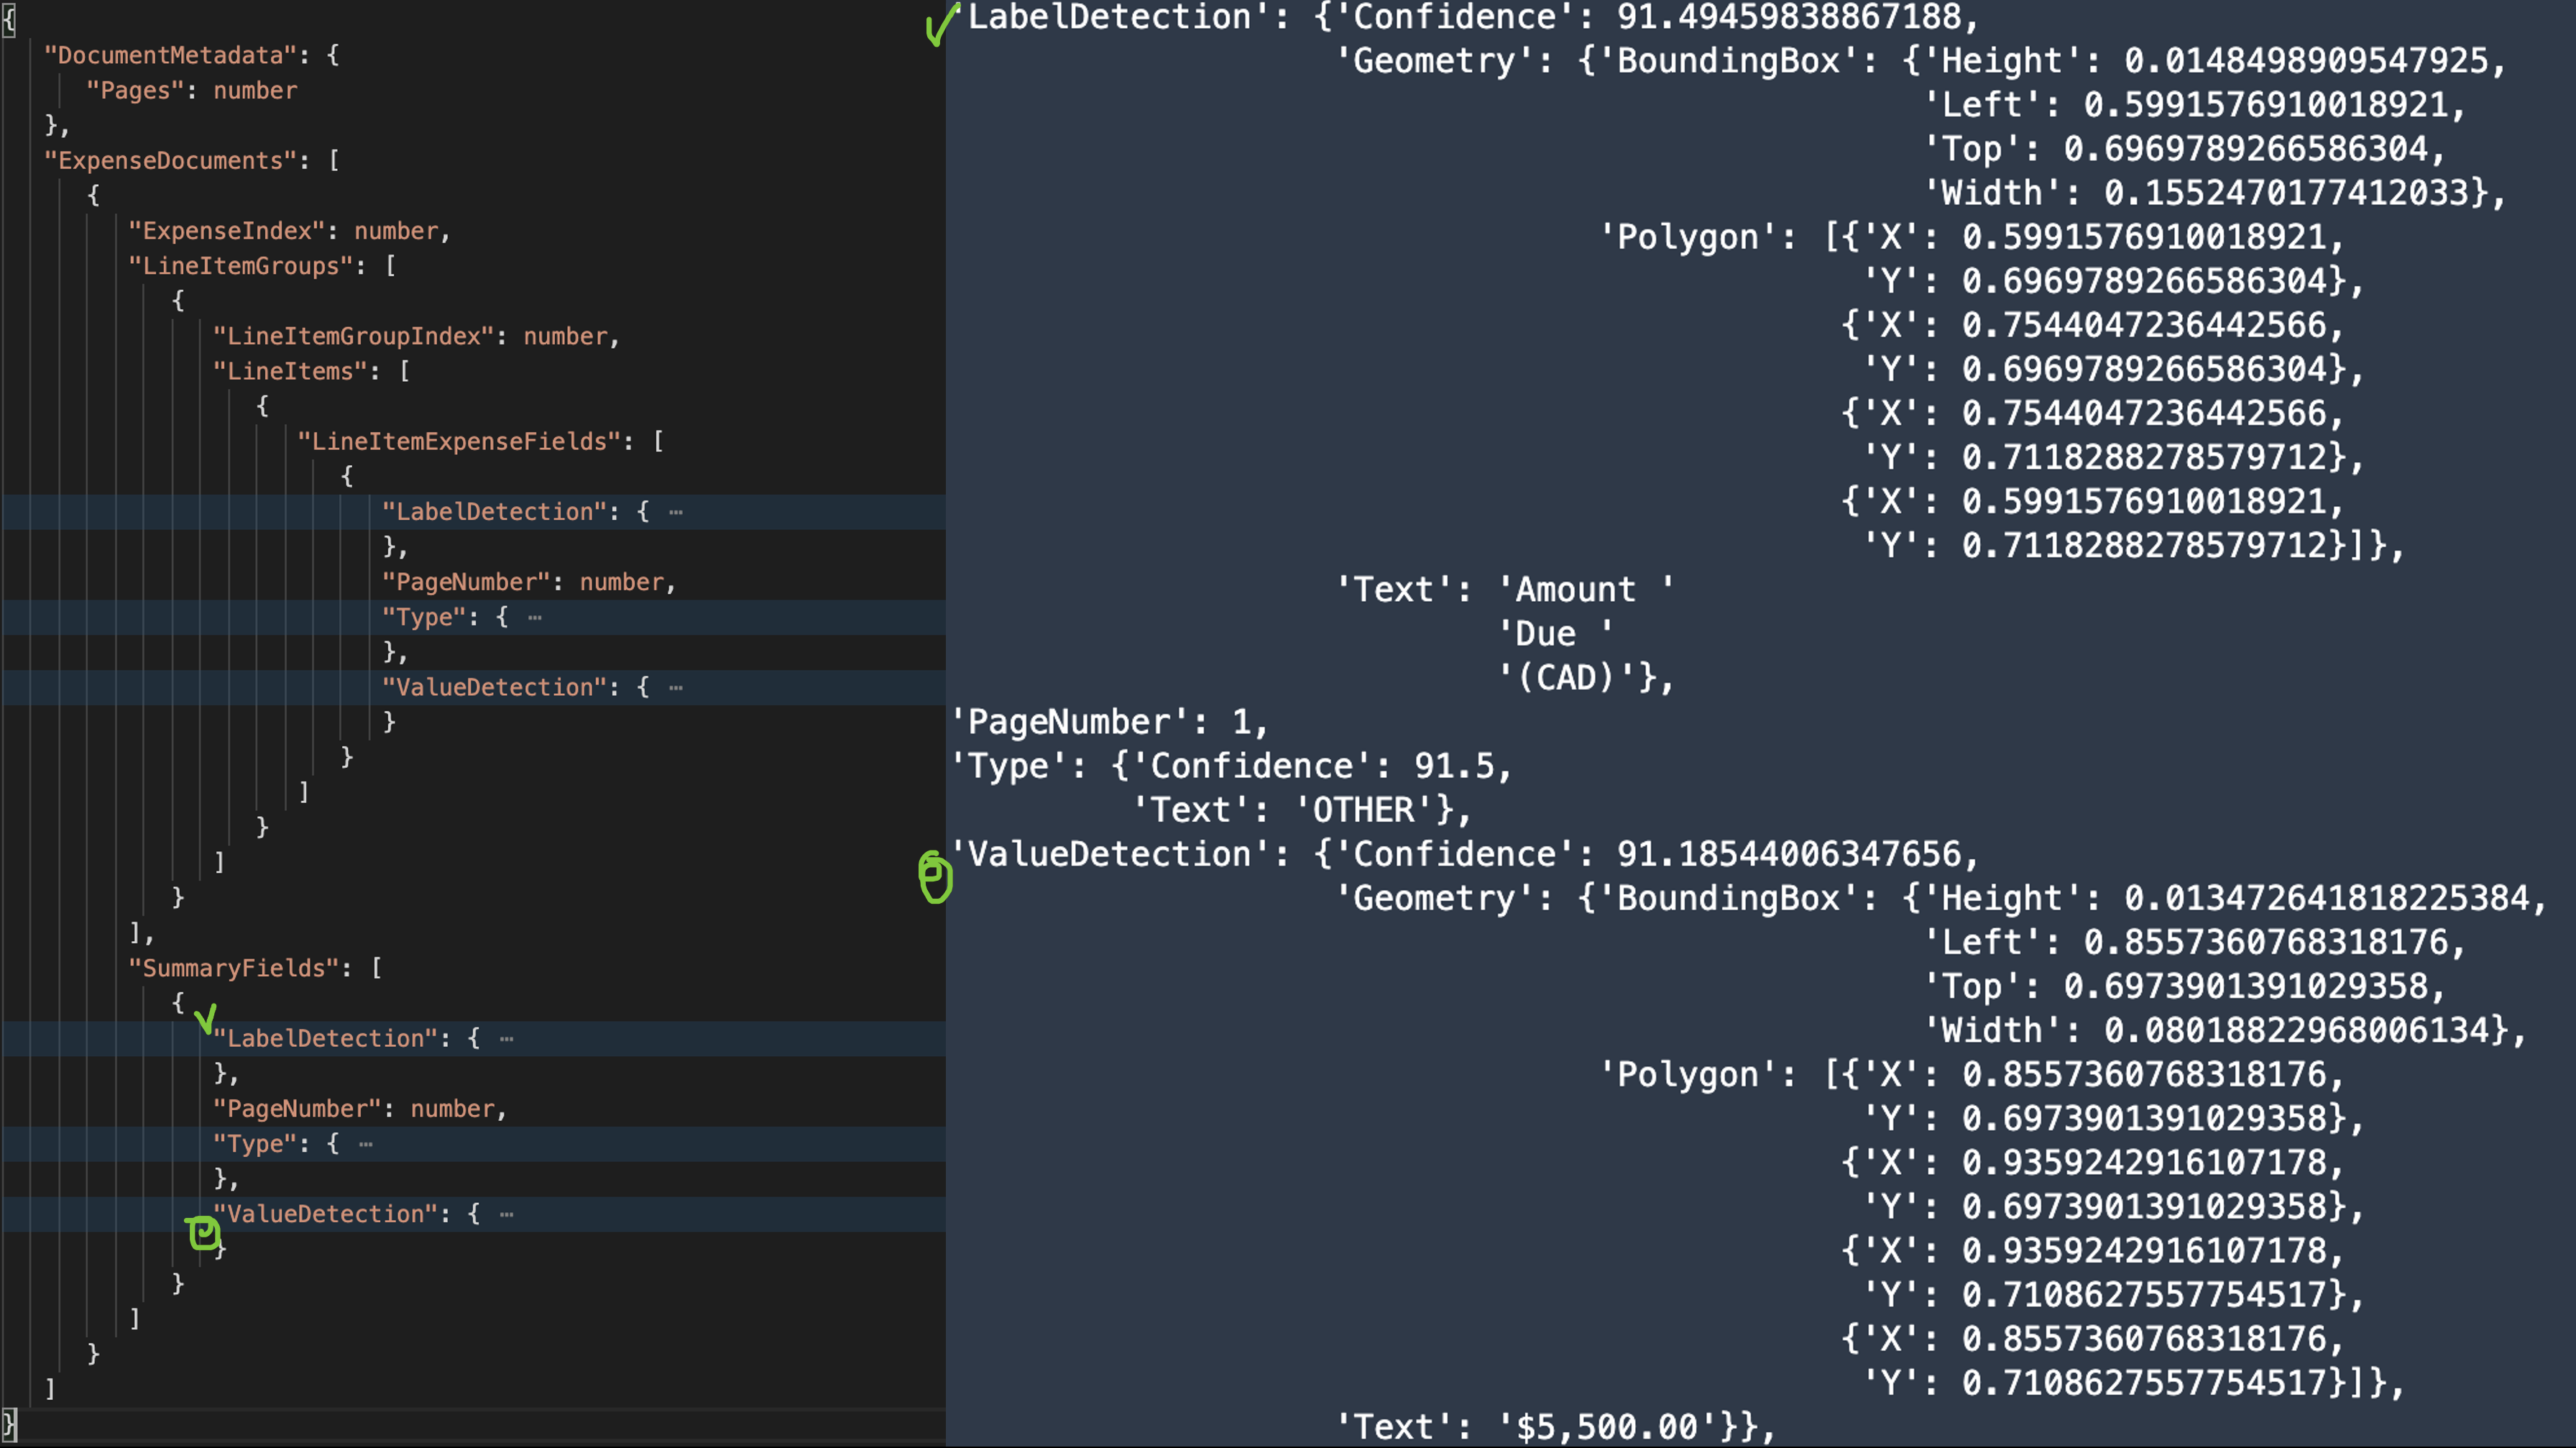 {
"DocumentMetadata": {
"Pages": number
},
"ExpenseDocuments": [
{
"ExpenseIndex": number,
"LineItemGroups": [
{
"LineItemGroupIndex": number,
"LineItems": [
{
"LineItemExpenseFields": [
{
"LabelDetection": { ⋯
},
"PageNumber": number,
"Type": { ⋯
},
"ValueDetection": { ⋯
}
}
]
}
]
}
],
"SummaryFields": [
{
"LabelDetection": { ⋯
},
"PageNumber": number,
"Type": { ⋯
},
"ValueDetection": { ⋯
}
}
]
}
]
}
'LabelDetection': {'Confidence': 91.49459838867188,
'Geometry': {'BoundingBox': {'Height': 0.0148498909547925,
'Left': 0.5991576910018921,
'Top': 0.6969789266586304,
'Width': 0.1552470177412033},
'Polygon': [{'X': 0.5991576910018921,
'Y': 0.6969789266586304},
{'X': 0.7544047236442566,
'Y': 0.6969789266586304},
{'X': 0.7544047236442566,
'Y': 0.7118288278579712},
{'X': 0.5991576910018921,
'Y': 0.7118288278579712}]},
'Text': 'Amount '
'Due '
'(CAD)'},
'PageNumber': 1,
'Type': {'Confidence': 91.5,
'Text': 'OTHER'},
'ValueDetection': {'Confidence': 91.18544006347656,
'Geometry': {'BoundingBox': {'Height': 0.013472641818225384,
'Left': 0.8557360768318176,
'Top': 0.6973901391029358,
'Width': 0.08018822968006134},
'Polygon': [{'X': 0.8557360768318176,
'Y': 0.6973901391029358},
{'X': 0.9359242916107178,
'Y': 0.6973901391029358},
{'X': 0.9359242916107178,
'Y': 0.7108627557754517},
{'X': 0.8557360768318176,
'Y': 0.7108627557754517}]},
'Text': '$5,500.00'}},